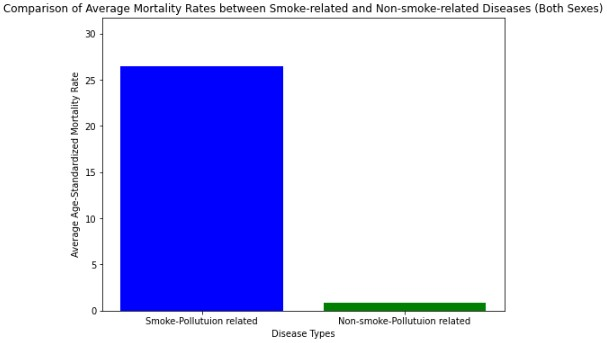 Comparison of Average Mortality Rates between Smoke-related and Non-smoke-related Diseases (Both Sexes)
30
25
20
15
10
5
0
Average Age-Standardized Mortality Rate
Smoke-Pollutuion related
Non-smoke-Pollutuion related
Disease Types